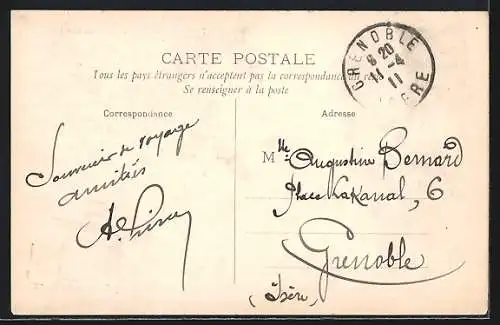 CARTE POSTALE
Tous les pays étrangers n'acceptent pas la correspondance au recto
Se renseigner à la poste
GRENOBLE
8 20
11 -4
11
ISERE
Correspondance
Adresse
Souvenir de voyage
amitiés
Mlle Augustine Bernard
Place Lakanal, 6
Grenoble
(Isère)